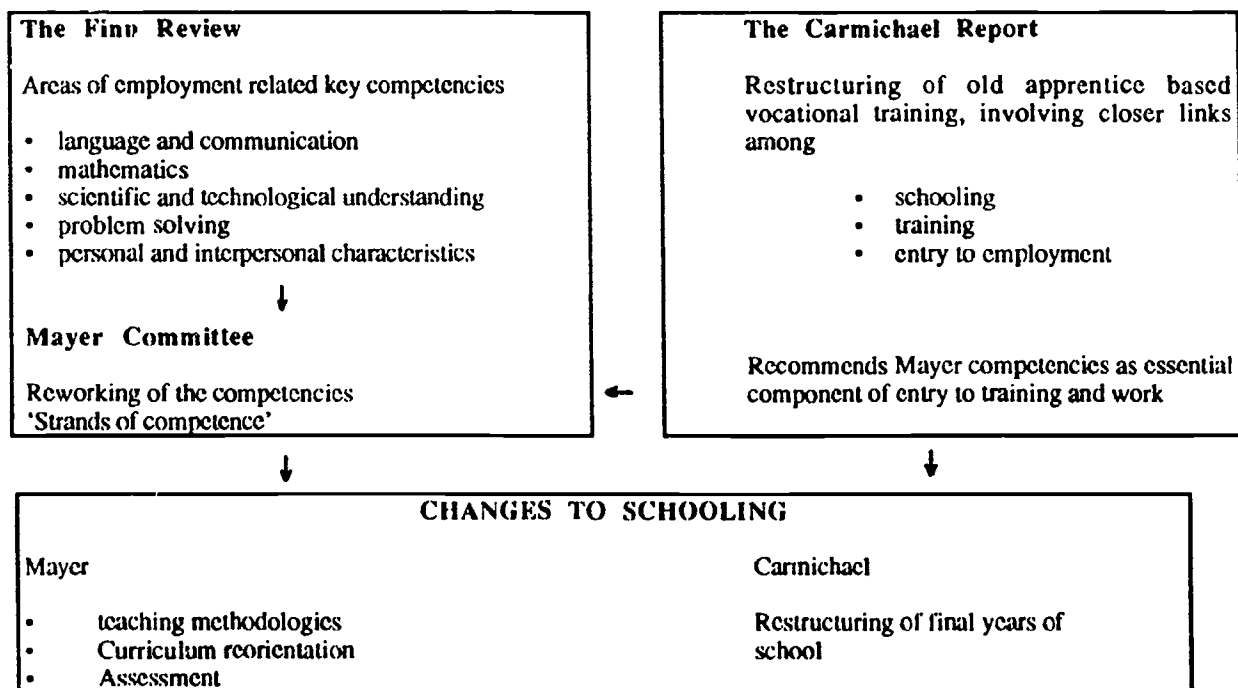 The Finn Review
Areas of employment related key competencies
• language and communication
• mathematics
• scientific and technological understanding
• problem solving
• personal and interpersonal characteristics
Mayer Committee
Reworking of the competencies
'Strands of competence'
The Carmichael Report
Restructuring of old apprentice based
vocational training, involving closer links
among
• schooling
• training
• entry to employment
Recommends Mayer competencies as essential
component of entry to training and work
CHANGES TO SCHOOLING
Mayer
• teaching methodologies
• Curriculum reorientation
• Assessment
Carmichael
Restructuring of final years of
school